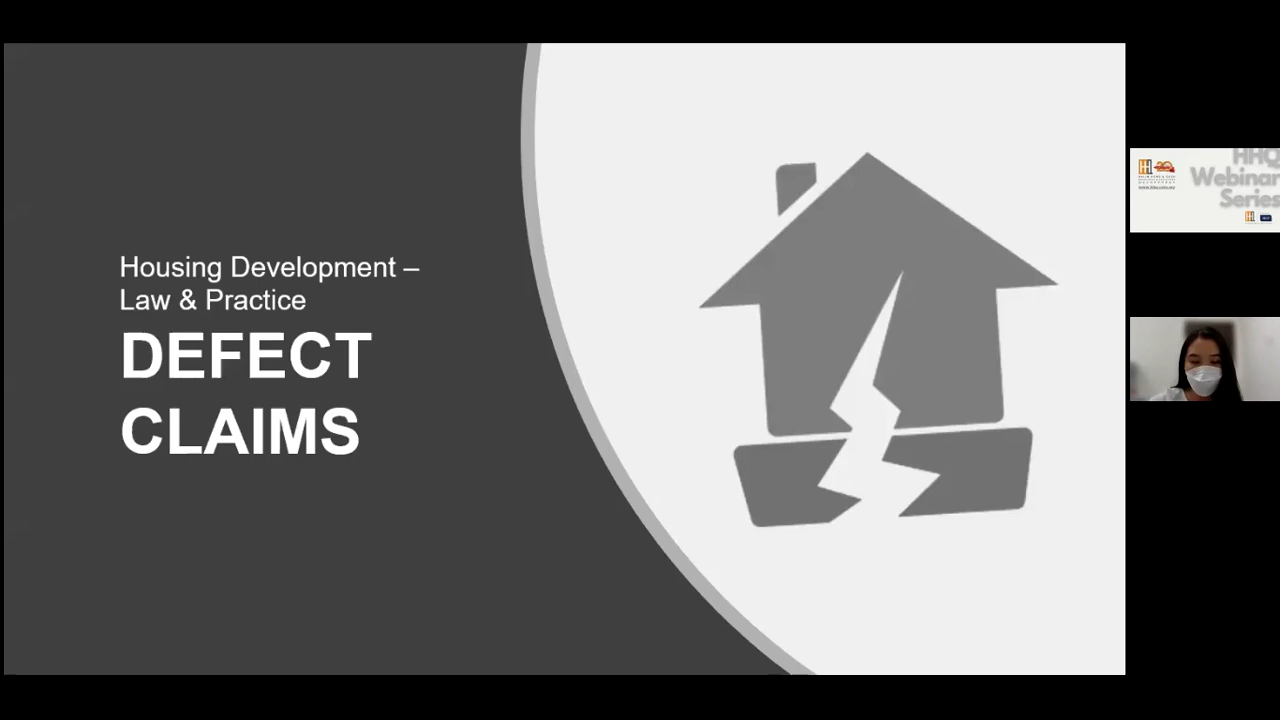 Housing Development –
Law & Practice
DEFECT
CLAIMS
HHQ
Webinar
Series